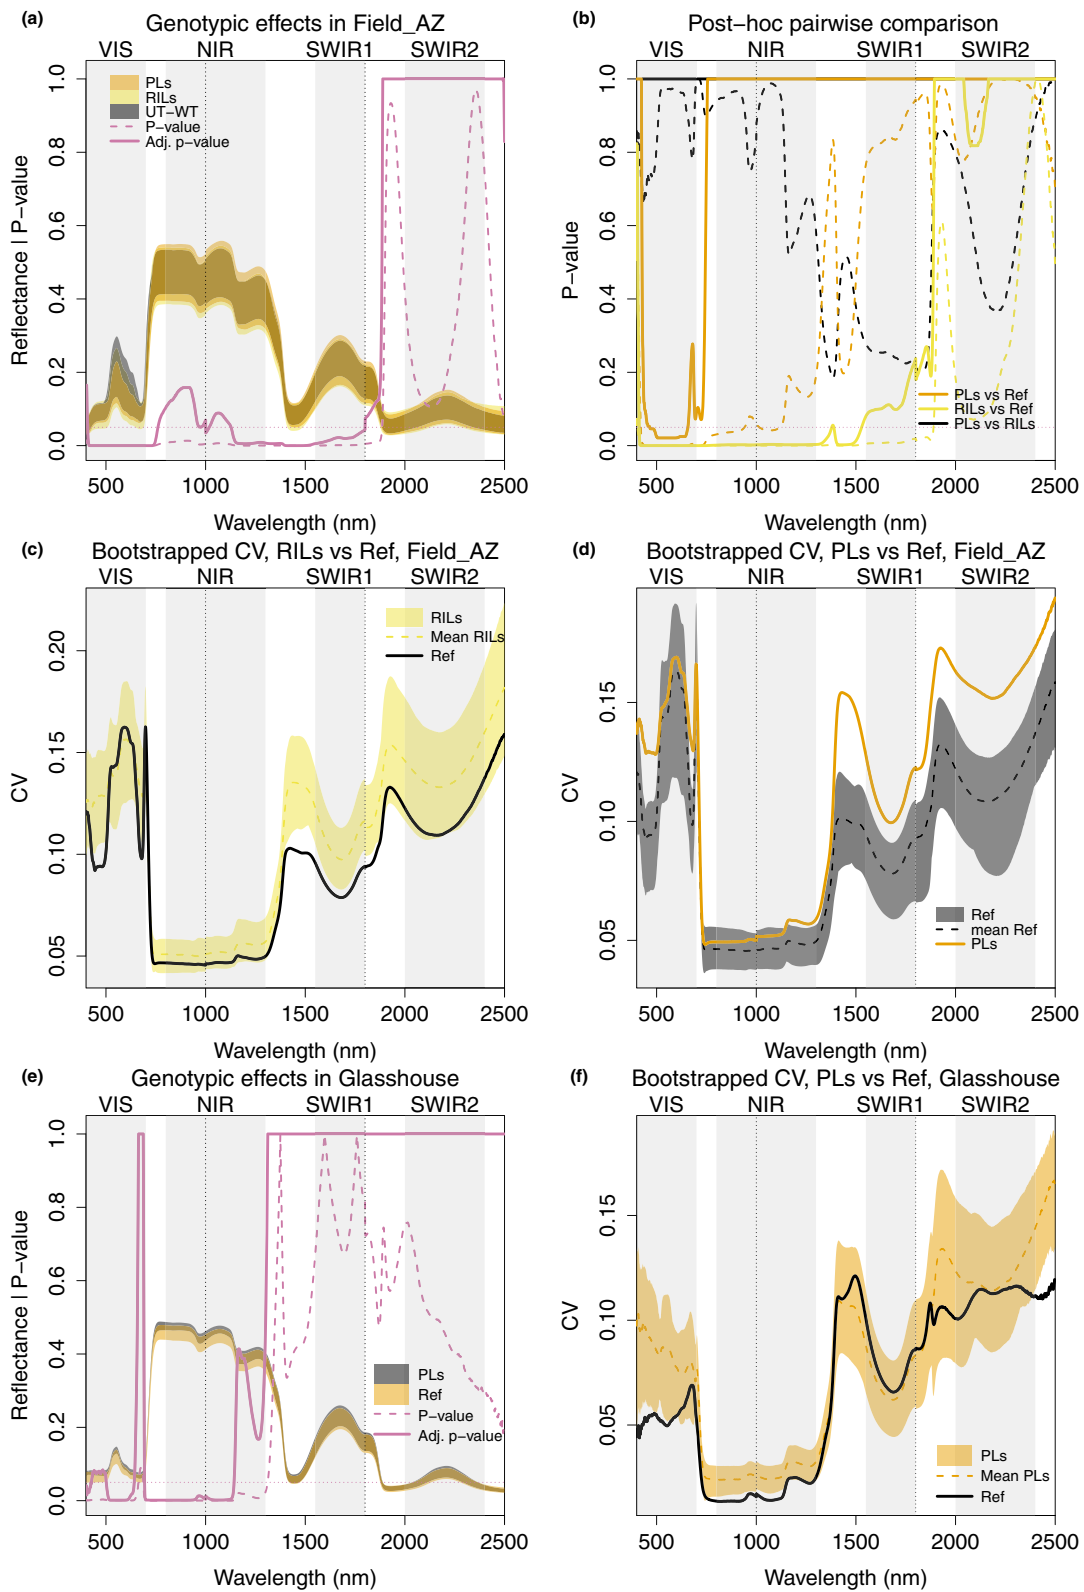 (a)
Genotypic effects in Field_AZ
VIS NIR SWIR1 SWIR2
PLs
RILs
UT−WT
P−value
Adj. p−value
Reflectance | P−value
0.0 0.2 0.4 0.6 0.8 1.0
500 1000 1500 2000 2500
Wavelength (nm)
(b)
Post−hoc pairwise comparison
VIS NIR SWIR1 SWIR2
P−value
0.0 0.2 0.4 0.6 0.8 1.0
PLs vs Ref
RILs vs Ref
PLs vs RILs
500 1000 1500 2000 2500
Wavelength (nm)
(c)
Bootstrapped CV, RILs vs Ref, Field_AZ
VIS NIR SWIR1 SWIR2
RILs
Mean RILs
Ref
CV
0.05 0.10 0.15 0.20
500 1000 1500 2000 2500
Wavelength (nm)
(d)
Bootstrapped CV, PLs vs Ref, Field_AZ
VIS NIR SWIR1 SWIR2
CV
0.05 0.10 0.15
Ref
mean Ref
PLs
500 1000 1500 2000 2500
Wavelength (nm)
(e)
Genotypic effects in Glasshouse
VIS NIR SWIR1 SWIR2
Reflectance | P−value
0.0 0.2 0.4 0.6 0.8 1.0
PLs
Ref
P−value
Adj. p−value
500 1000 1500 2000 2500
Wavelength (nm)
(f)
Bootstrapped CV, PLs vs Ref, Glasshouse
VIS NIR SWIR1 SWIR2
CV
0.05 0.10 0.15
PLs
Mean PLs
Ref
500 1000 1500 2000 2500
Wavelength (nm)